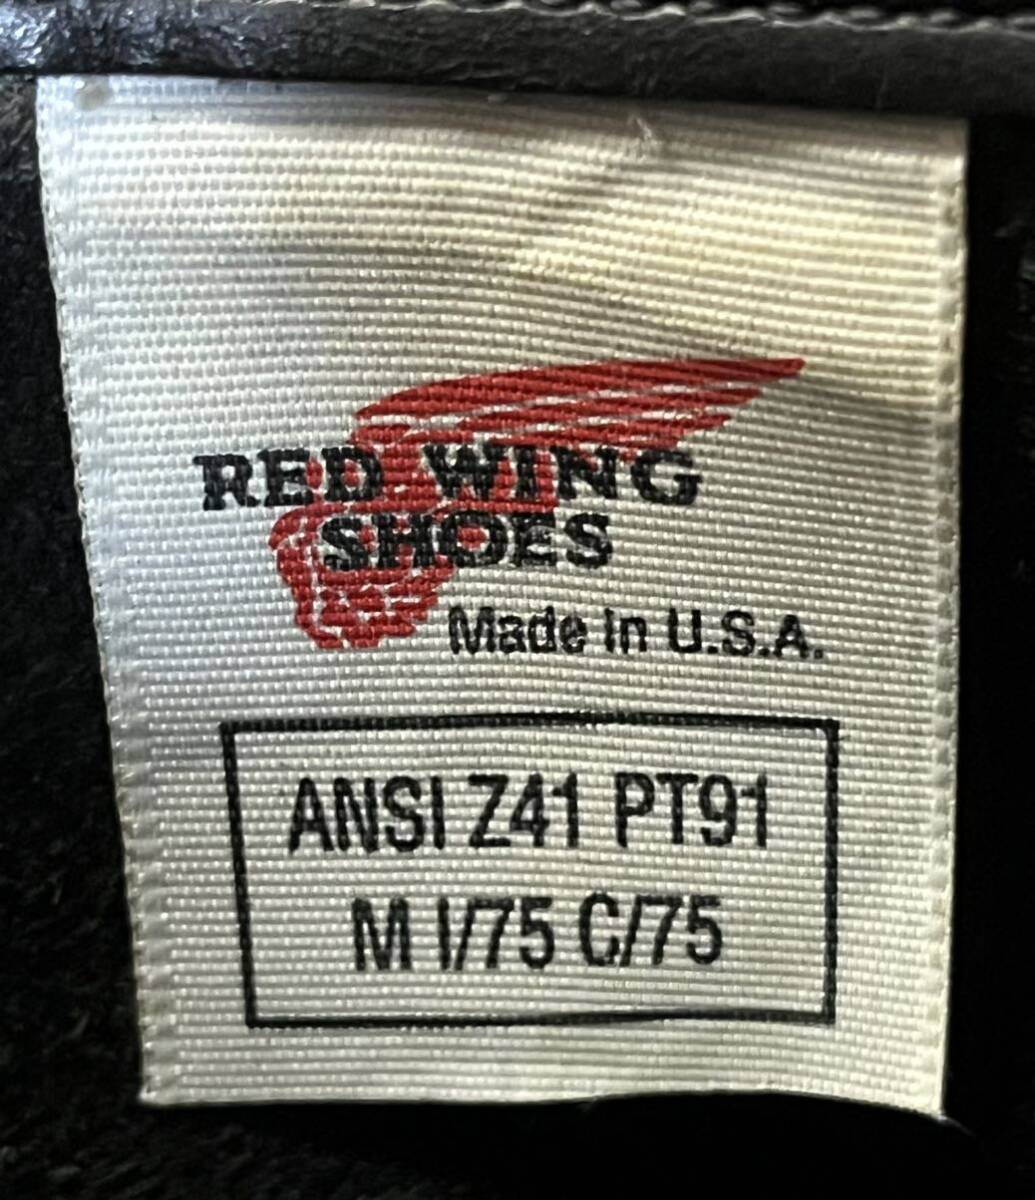 RED WING
SHOES
Made In U.S.A.
ANSI Z41 PT91
M I/75 C/75